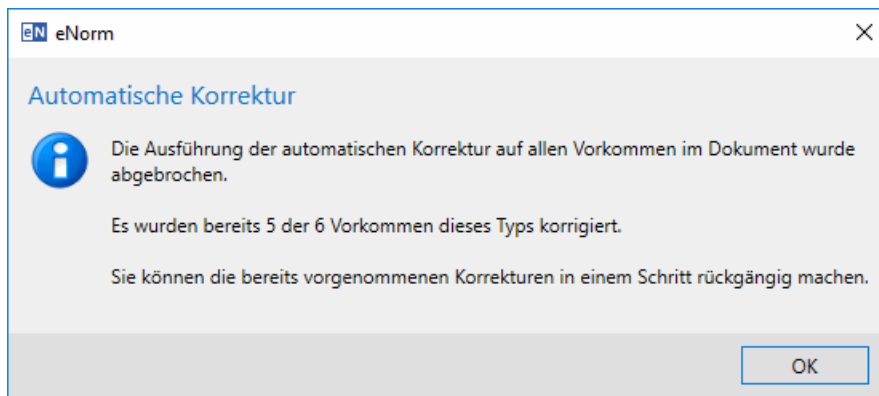 eN eNorm
Automatische Korrektur
Die Ausführung der automatischen Korrektur auf allen Vorkommen im Dokument wurde
abgebrochen.
Es wurden bereits 5 der 6 Vorkommen dieses Typs korrigiert.
Sie können die bereits vorgenommenen Korrekturen in einem Schritt rückgängig machen.
OK